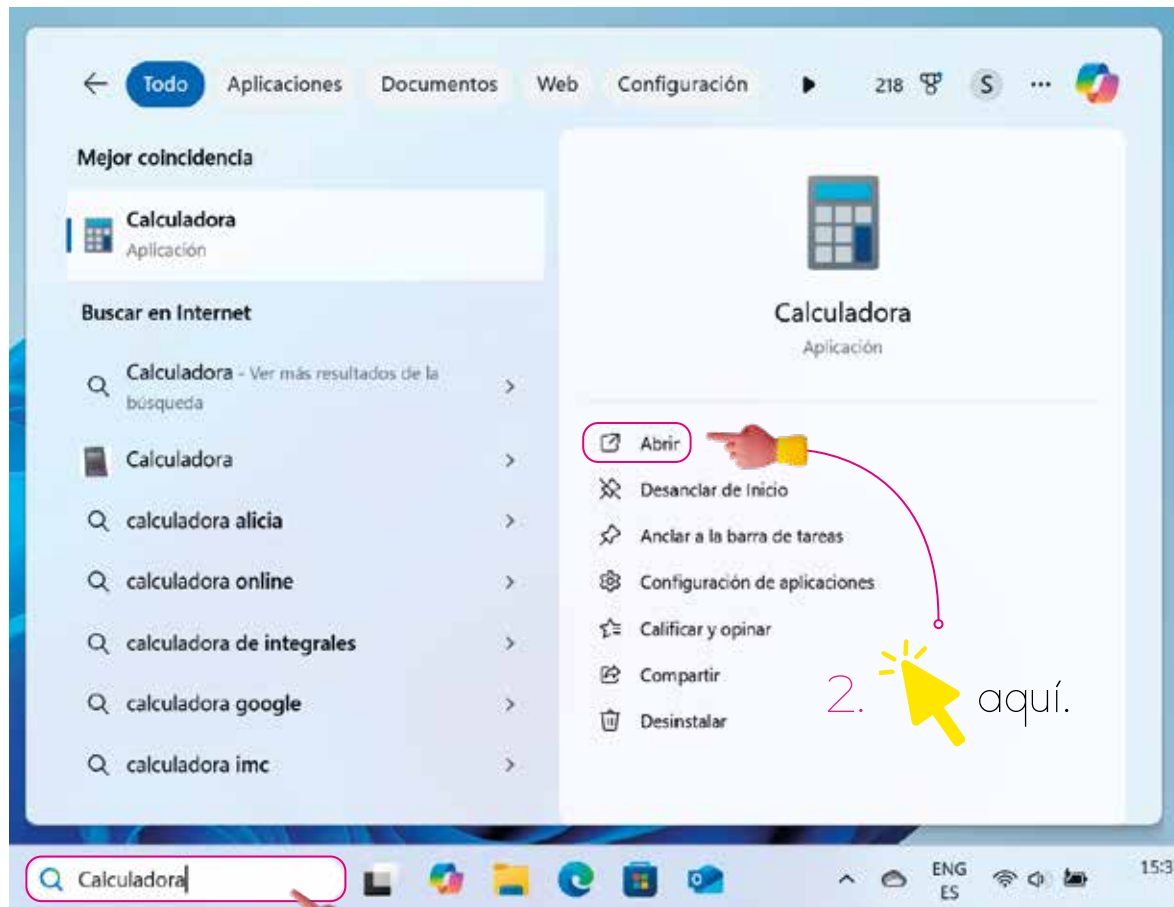 Todo Aplicaciones Documentos Web Configuración 218 S ...
Mejor coincidencia
Calculadora
Aplicación
Buscar en Internet
Calculadora - Ver más resultados de la
búsqueda
Calculadora
calculadora alicia
calculadora online
calculadora de integrales
calculadora google
calculadora imc
Calculadora
Aplicación
Abrir
Desanclar de Inicio
Anclar a la barra de tareas
Configuración de aplicaciones
Calificar y opinar
Compartir
Desinstalar
2. aquí.
Calculadora
ENG
ES
15:3